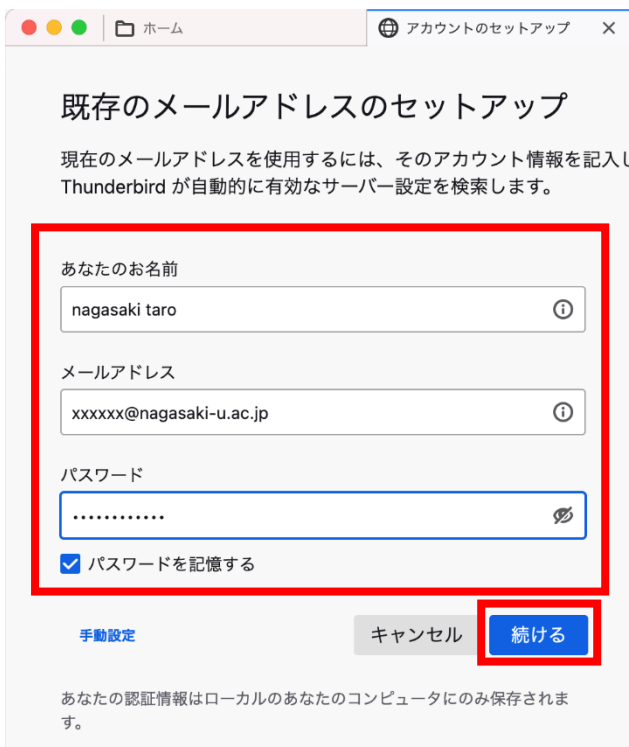 ホーム
アカウントのセットアップ
既存のメールアドレスのセットアップ
現在のメールアドレスを使用するには、そのアカウント情報を記入し
Thunderbird が自動的に有効なサーバー設定を検索します。
あなたのお名前
nagasaki taro
メールアドレス
xxxxxx@nagasaki-u.ac.jp
パスワード
••••••••••••
パスワードを記憶する
手動設定
キャンセル
続ける
あなたの認証情報はローカルのあなたのコンピュータにのみ保存されま
す。